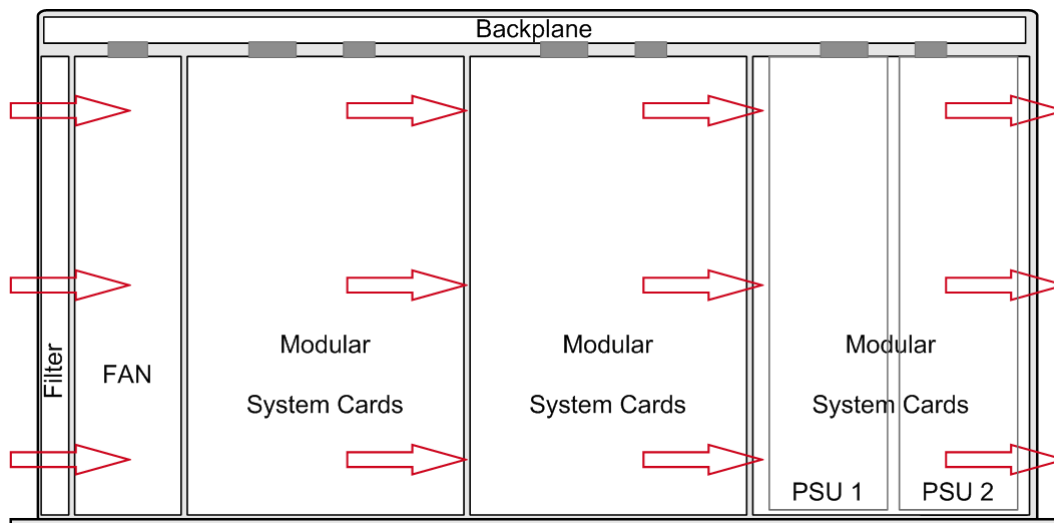 Backplane
Filter
FAN
Modular
System Cards
Modular
System Cards
Modular
System Cards
PSU 1
PSU 2